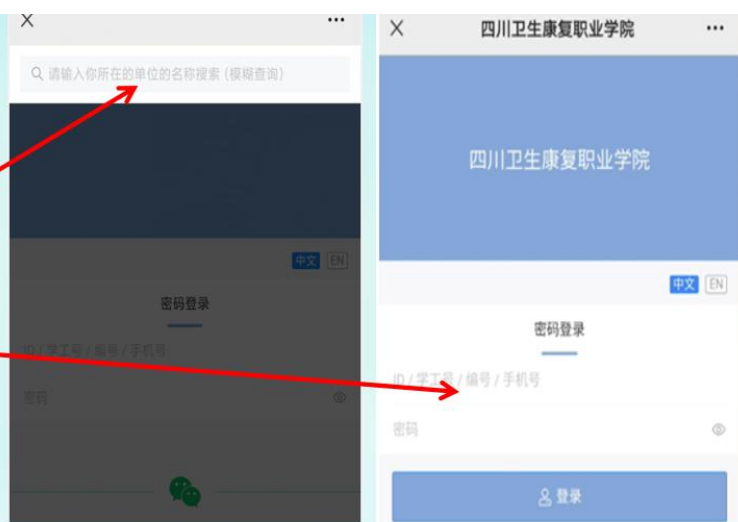 请输入你所在的单位的名称搜索（模糊查询）
中文 EN
密码登录
ID / 学工号 / 编号 / 手机号
密码
四川卫生康复职业学院
四川卫生康复职业学院
中文 EN
密码登录
ID / 学工号 / 编号 / 手机号
密码
登录